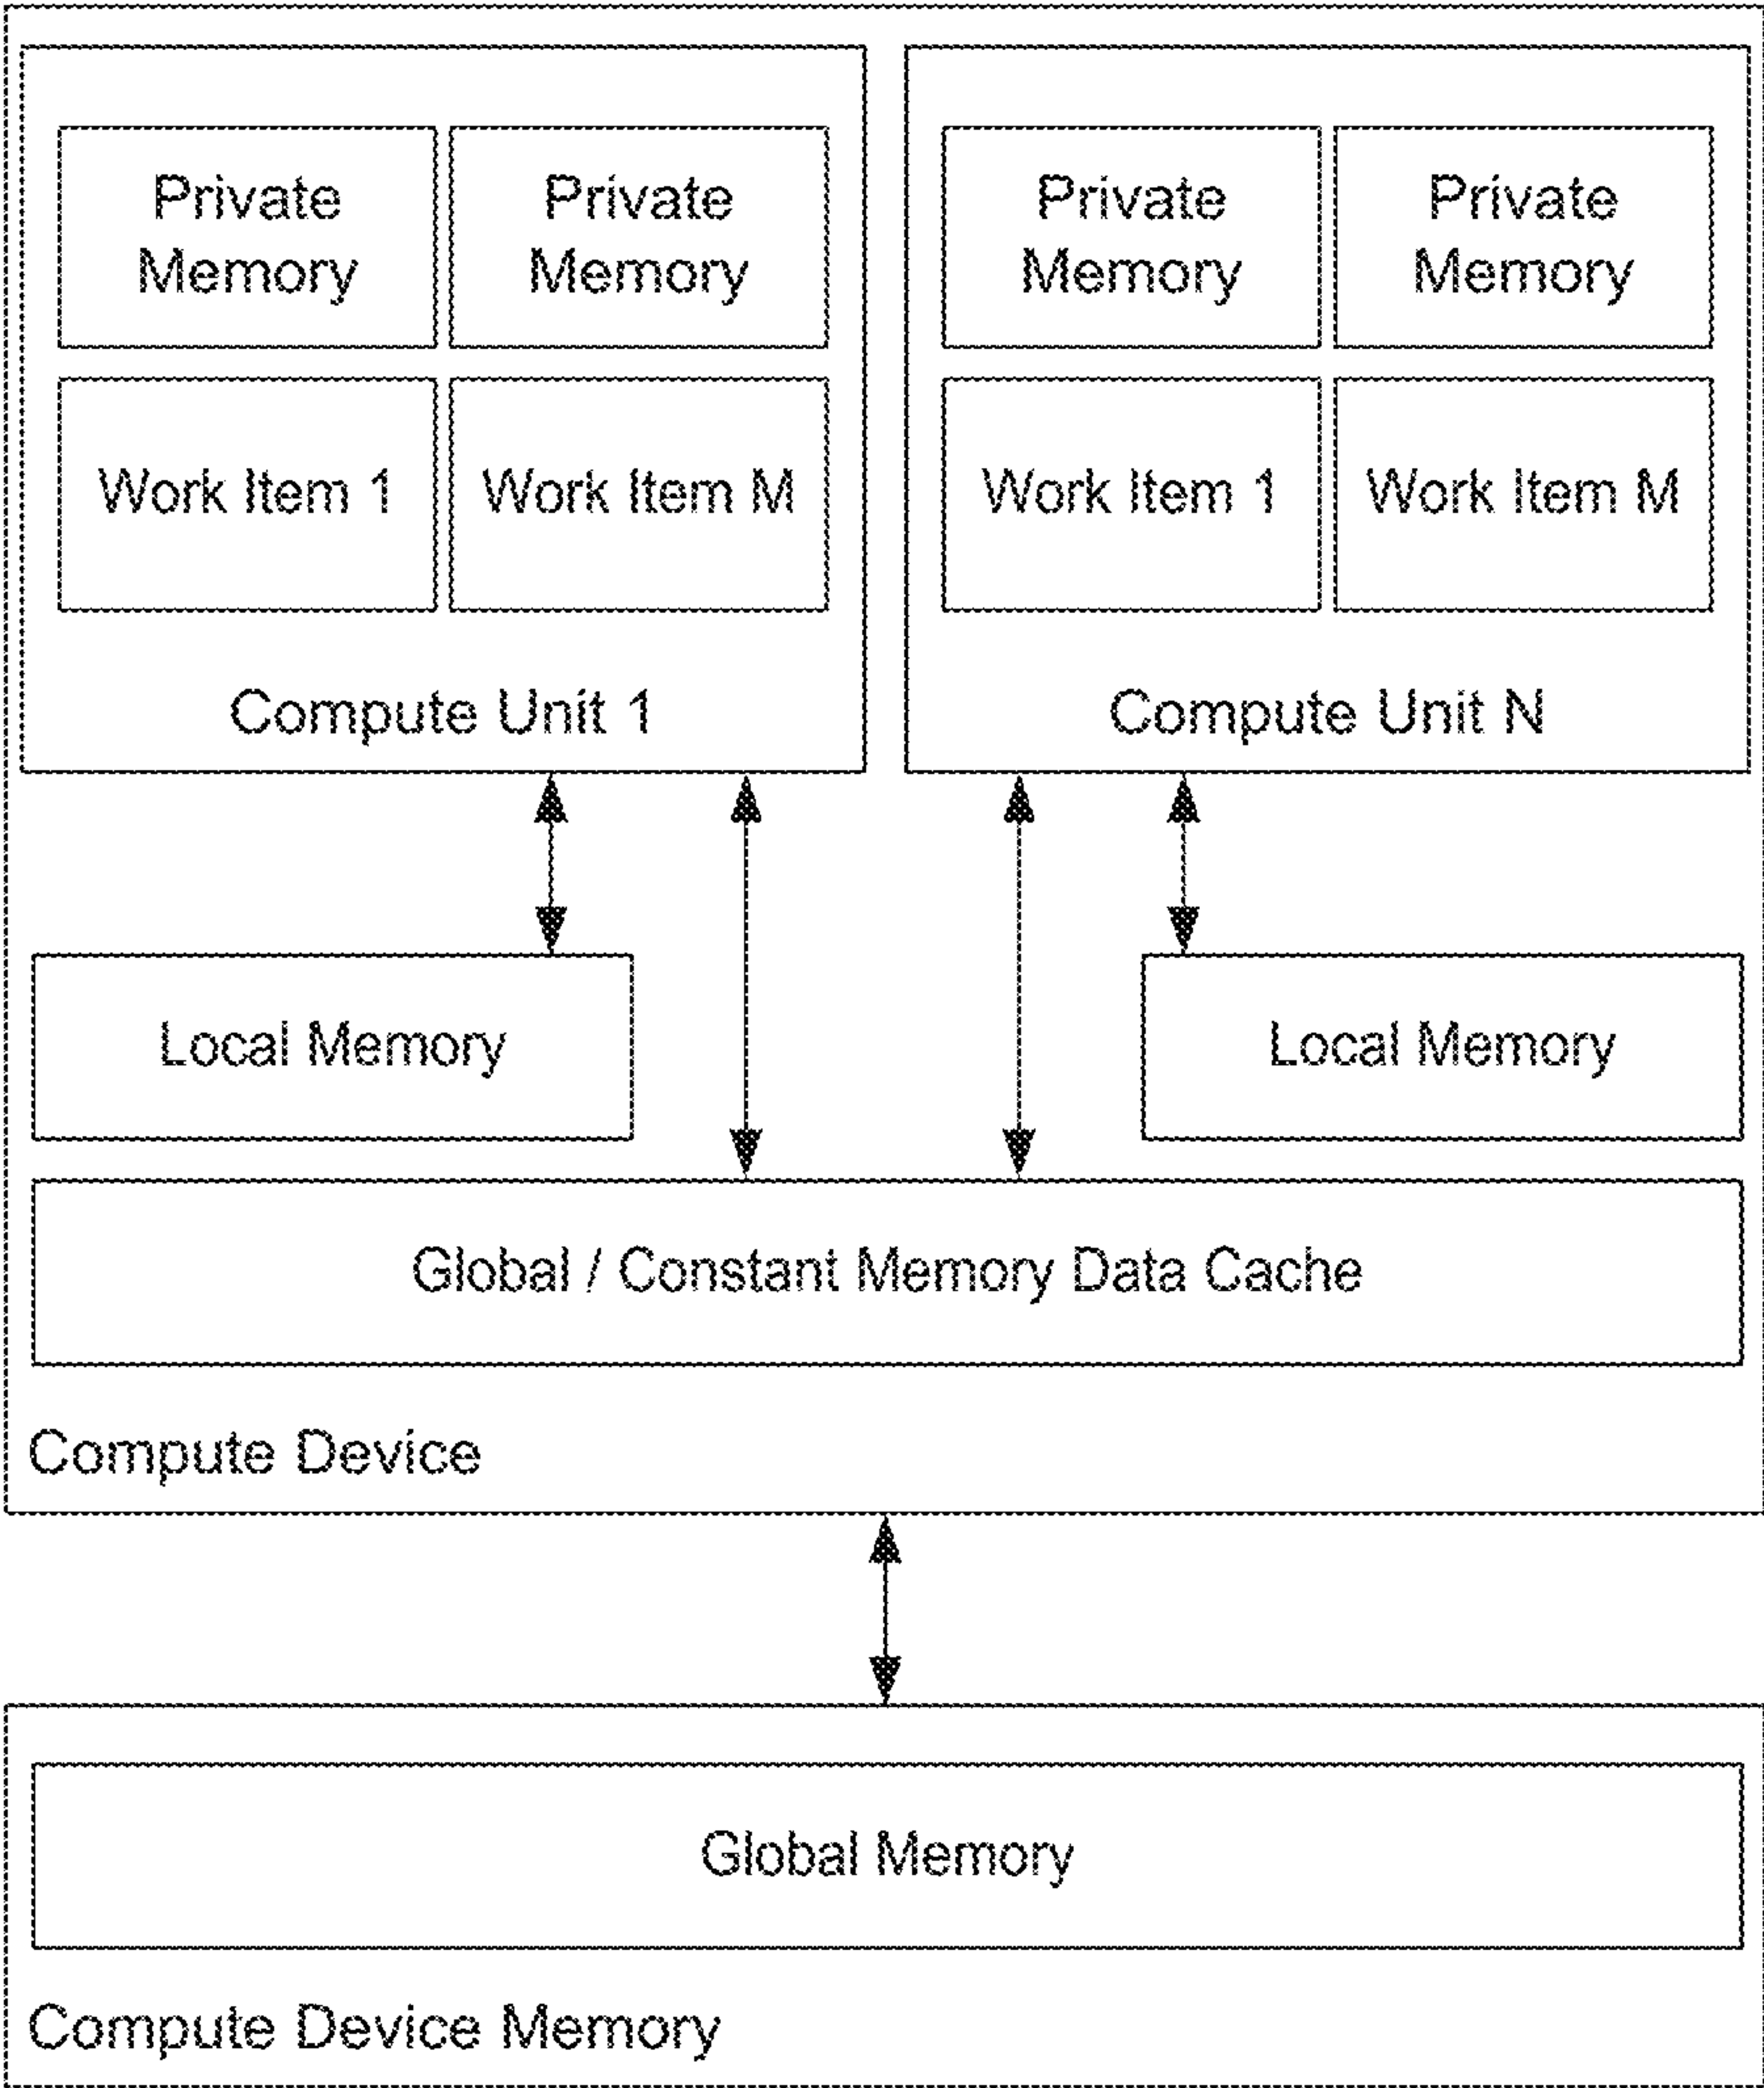 Private Memory
Private Memory
Private Memory
Private Memory
Work Item 1
Work Item M
Work Item 1
Work Item M
Compute Unit 1
Compute Unit N
Local Memory
Local Memory
Global / Constant Memory Data Cache
Compute Device
Global Memory
Compute Device Memory